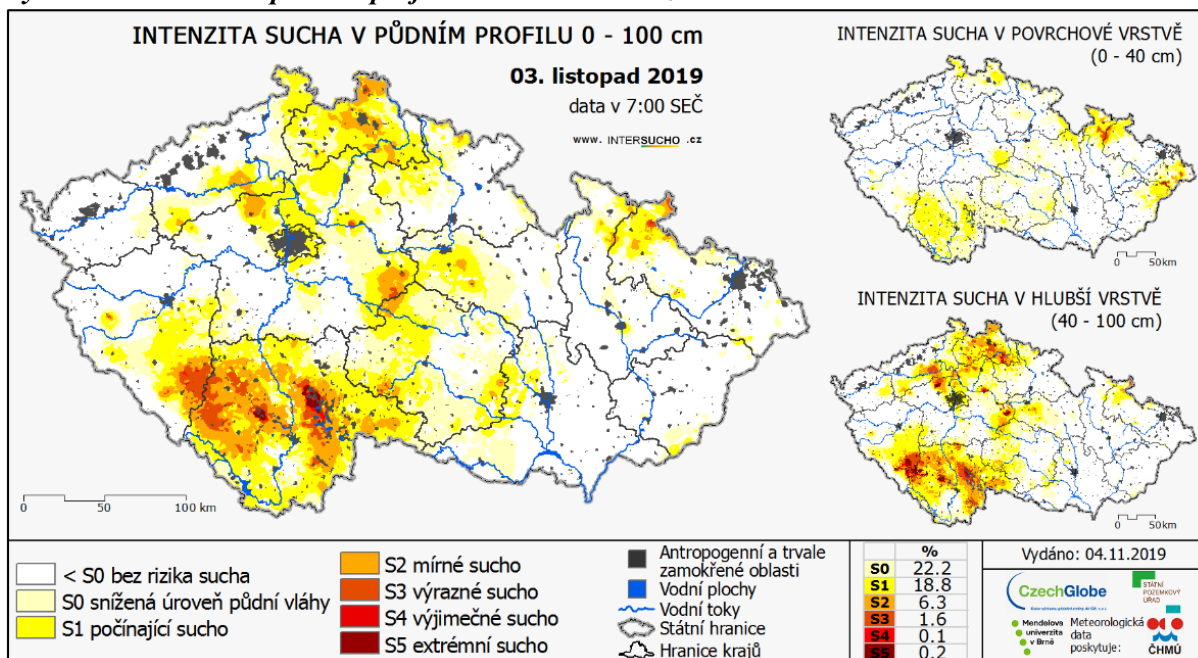 INTENZITA SUCHA V PŮDNÍM PROFILU 0 - 100 cm
03. listopad 2019
data v 7:00 SEČ
www. INTERSUCHO .cz
0 50 100 km
INTENZITA SUCHA V POVRCHOVÉ VRSTVĚ
(0 - 40 cm)
0 50km
INTENZITA SUCHA V HLUBŠÍ VRSTVĚ
(40 - 100 cm)
0 50km
< S0 bez rizika sucha
S0 snížená úroveň půdní vláhy
S1 počínající sucho
S2 mírné sucho
S3 výrazné sucho
S4 výjimečné sucho
S5 extrémní sucho
Antropogenní a trvale
zamokřené oblasti
Vodní plochy
Vodní toky
Státní hranice
Hranice krajů
%
S0 22.2
S1 18.8
S2 6.3
S3 1.6
S4 0.1
S5 0.2
Vydáno: 04.11.2019
CzechGlobe
STÁTNÍ
POZEMKOVÝ
ÚŘAD
Mendelova
univerzita
v Brně
Meteorologická
data
poskytuje:
ČHMÚ